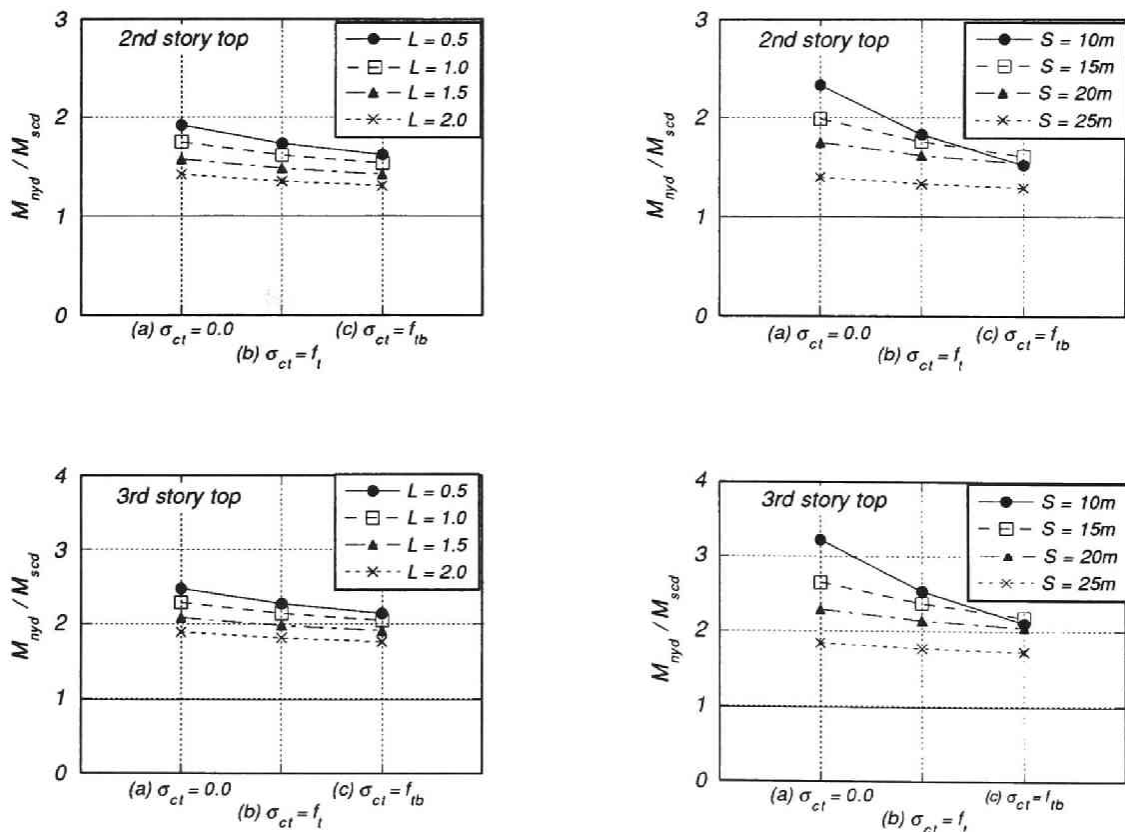 3
2
1
0
M_nyd / M_scd
2nd story top
L = 0.5
L = 1.0
L = 1.5
L = 2.0
(a) σ_ct = 0.0
(b) σ_ct = f_t
(c) σ_ct = f_tb
3
2
1
0
M_nyd / M_scd
2nd story top
S = 10m
S = 15m
S = 20m
S = 25m
(a) σ_ct = 0.0
(b) σ_ct = f_t
(c) σ_ct = f_tb
4
3
2
1
0
M_nyd / M_scd
3rd story top
L = 0.5
L = 1.0
L = 1.5
L = 2.0
(a) σ_ct = 0.0
(b) σ_ct = f_t
(c) σ_ct = f_tb
4
3
2
1
0
M_nyd / M_scd
3rd story top
S = 10m
S = 15m
S = 20m
S = 25m
(a) σ_ct = 0.0
(b) σ_ct = f_t
(c) σ_ct = f_tb